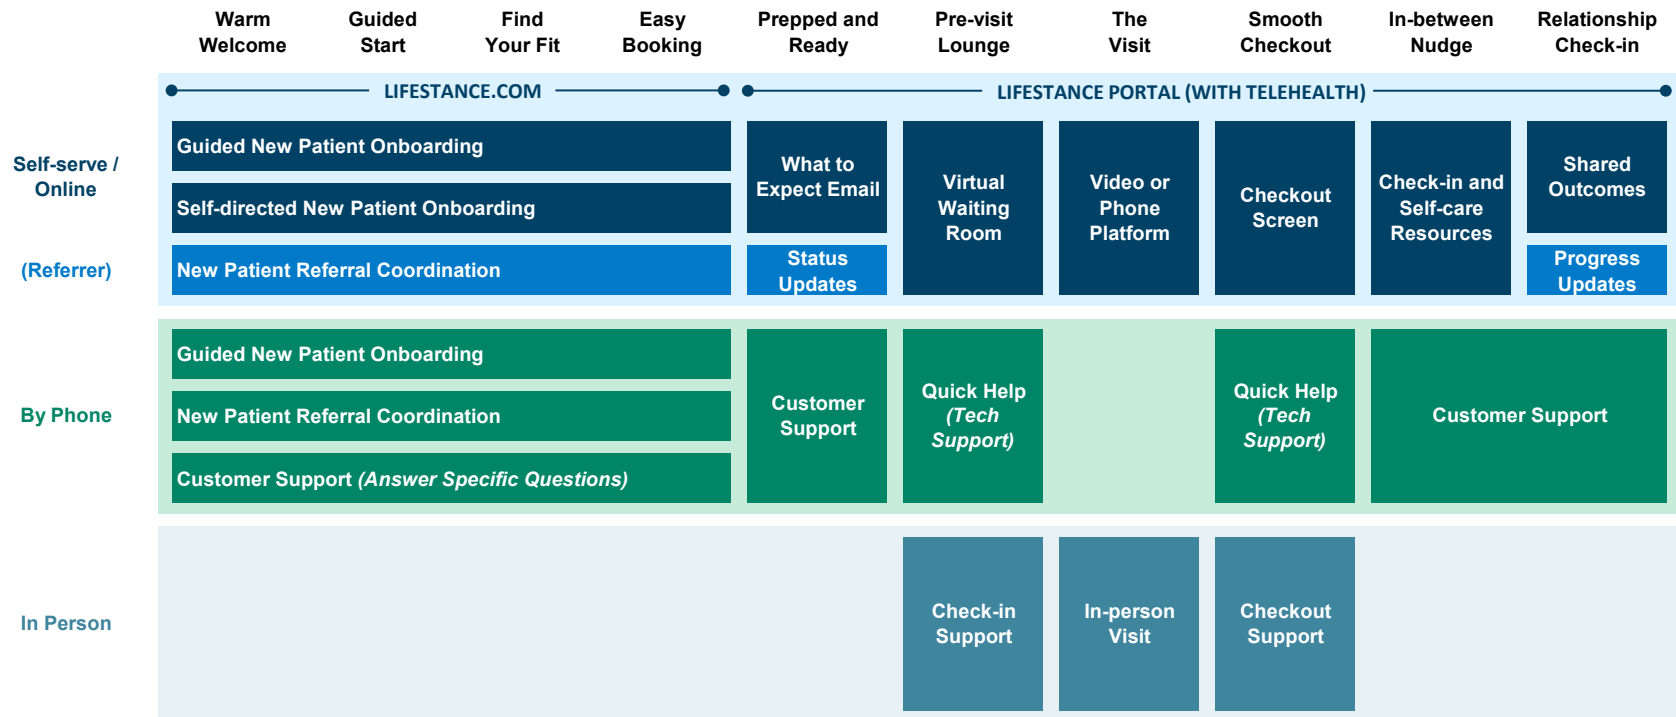 Warm
Welcome
Guided
Start
Find
Your Fit
Easy
Booking
Prepped and
Ready
Pre-visit
Lounge
The
Visit
Smooth
Checkout
In-between
Nudge
Relationship
Check-in
LIFESTANCE.COM
LIFESTANCE PORTAL (WITH TELEHEALTH)
Self-serve /
Online
Guided New Patient Onboarding
Self-directed New Patient Onboarding
What to
Expect Email
Virtual
Waiting
Room
Video or
Phone
Platform
Checkout
Screen
Check-in and
Self-care
Resources
Shared
Outcomes
(Referrer)
New Patient Referral Coordination
Status
Updates
Progress
Updates
By Phone
Guided New Patient Onboarding
New Patient Referral Coordination
Customer Support (Answer Specific Questions)
Customer
Support
Quick Help
(Tech
Support)
Quick Help
(Tech
Support)
Customer Support
In Person
Check-in
Support
In-person
Visit
Checkout
Support